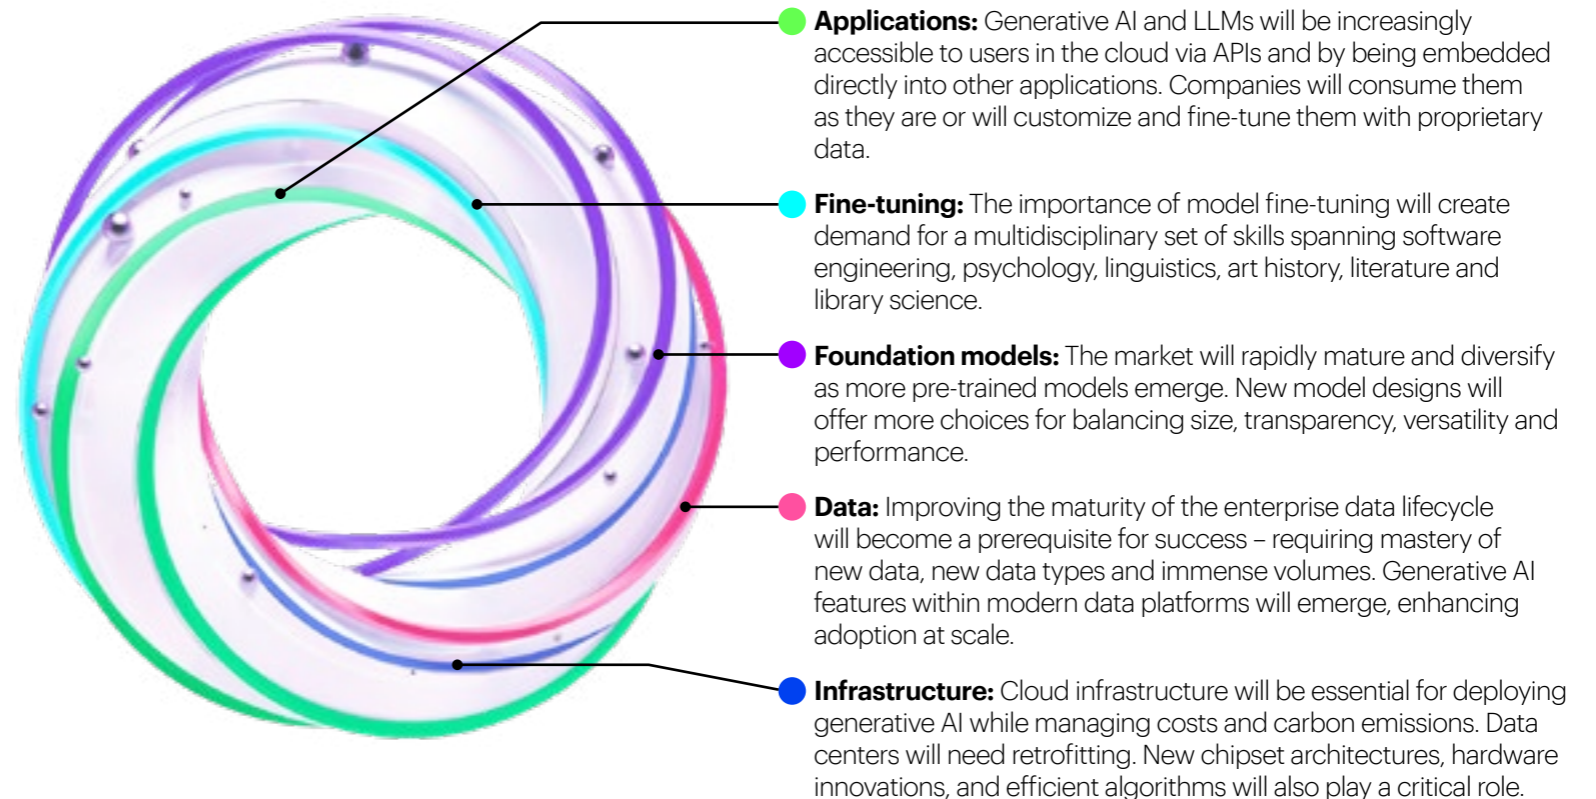 Applications: Generative AI and LLMs will be increasingly
accessible to users in the cloud via APIs and by being embedded
directly into other applications. Companies will consume them
as they are or will customize and fine-tune them with proprietary
data.
Fine-tuning: The importance of model fine-tuning will create
demand for a multidisciplinary set of skills spanning software
engineering, psychology, linguistics, art history, literature and
library science.
Foundation models: The market will rapidly mature and diversify
as more pre-trained models emerge. New model designs will
offer more choices for balancing size, transparency, versatility and
performance.
Data: Improving the maturity of the enterprise data lifecycle
will become a prerequisite for success – requiring mastery of
new data, new data types and immense volumes. Generative AI
features within modern data platforms will emerge, enhancing
adoption at scale.
Infrastructure: Cloud infrastructure will be essential for deploying
generative AI while managing costs and carbon emissions. Data
centers will need retrofitting. New chipset architectures, hardware
innovations, and efficient algorithms will also play a critical role.